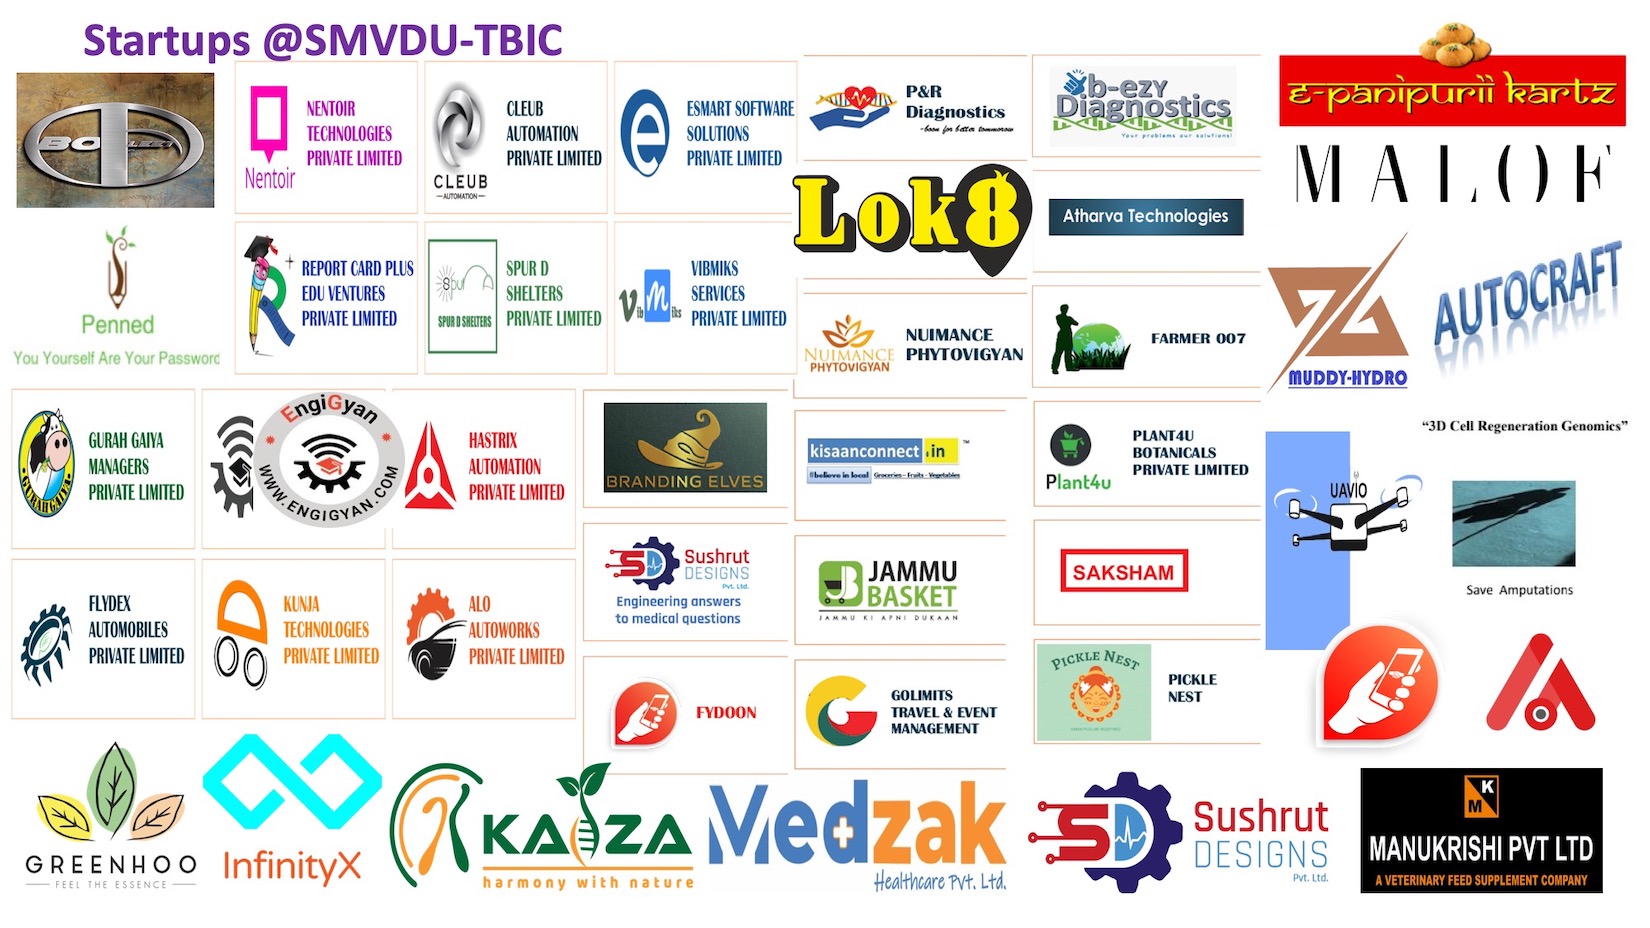 Startups @SMVDU-TBIC
NENTOIR
TECHNOLOGIES
PRIVATE LIMITED
Nentoir
CLEUB
AUTOMATION
PRIVATE LIMITED
CLEUB
AUTOMATION
ESMART SOFTWARE
SOLUTIONS
PRIVATE LIMITED
P&R
Diagnostics
-boon for better tommorow
b-ezy
Diagnostics
Your problems our solutions!
e-panipurii kartz
MALOF
Penned
You Yourself Are Your Password
REPORT CARD PLUS
EDU VENTURES
PRIVATE LIMITED
Spur
SPUR D SHELTERS
SPUR D
SHELTERS
PRIVATE LIMITED
Vib Miks
VIBMIKS
SERVICES
PRIVATE LIMITED
Lok8
Atharva Technologies
NUIMANCE
PHYTOVIGYAN
NUIMANCE
PHYTOVIGYAN
FARMER 007
MUDDY-HYDRO
AUTOCRAFT
GURAH GAIYA
GURAH GAIYA
MANAGERS
PRIVATE LIMITED
EngiGyan
WWW.ENGIGYAN.COM
HASTRIX
AUTOMATION
PRIVATE LIMITED
BRANDING ELVES
kisaanconnect.in
TM
#believe in local Groceries - Fruits - Vegetables
Plant4u
PLANT4U
BOTANICALS
PRIVATE LIMITED
"3D Cell Regeneration Genomics"
UAVIO
Save Amputations
FLYDEX
AUTOMOBILES
PRIVATE LIMITED
KUNJA
TECHNOLOGIES
PRIVATE LIMITED
ALO
AUTOWORKS
PRIVATE LIMITED
SD
Sushrut
DESIGNS
Pvt. Ltd.
Engineering answers
to medical questions
JAMMU
BASKET
JAMMU KI APNI DUKAAN
SAKSHAM
FYDOON
GOLIMITS
TRAVEL & EVENT
MANAGEMENT
PICKLE NEST
PICKLE
NEST
GREENHOO
FEEL THE ESSENCE
InfinityX
KAIZA
harmony with nature
Medzak
Healthcare Pvt. Ltd.
SD
Sushrut
DESIGNS
Pvt. Ltd.
K
M
MANUKRISHI PVT LTD
A VETERINARY FEED SUPPLEMENT COMPANY